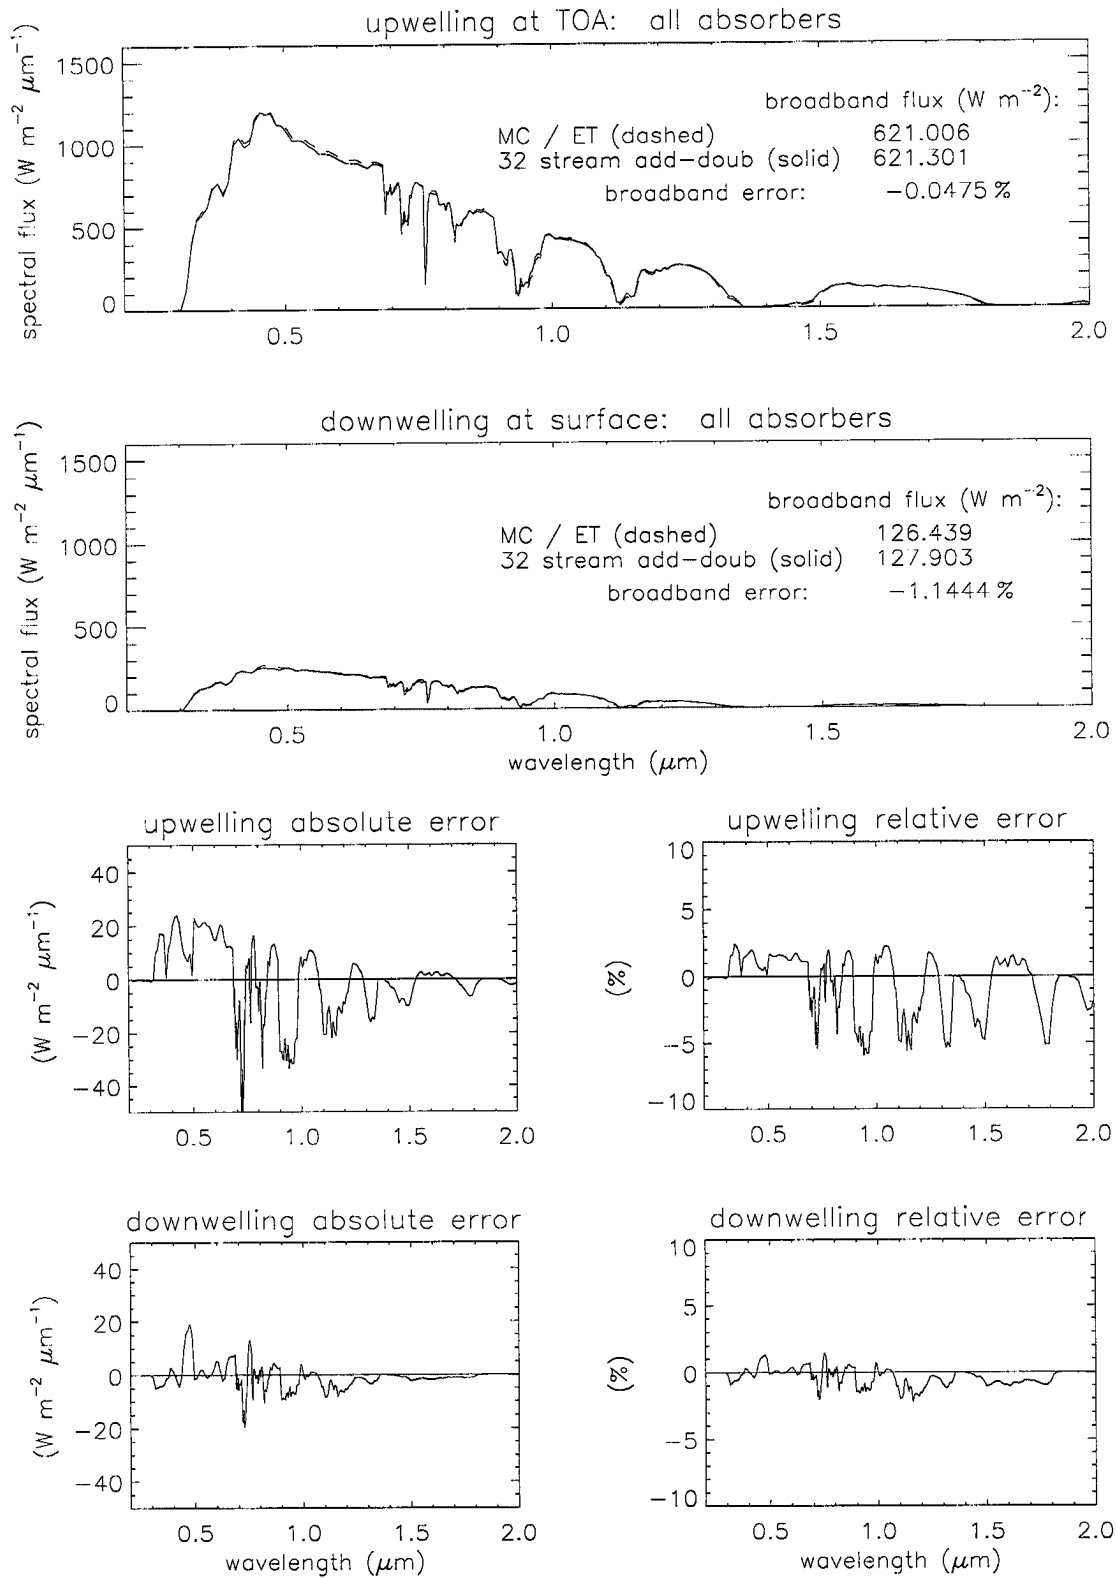 upwelling at TOA: all absorbers
spectral flux (W m−2 μm−1)
1500
1000
500
0
broadband flux (W m−2):
MC / ET (dashed) 621.006
32 stream add−doub (solid) 621.301
broadband error: −0.0475%
0.5 1.0 1.5 2.0
downwelling at surface: all absorbers
spectral flux (W m−2 μm−1)
1500
1000
500
0
broadband flux (W m−2):
MC / ET (dashed) 126.439
32 stream add−doub (solid) 127.903
broadband error: −1.1444%
0.5 1.0 1.5 2.0
wavelength (μm)
upwelling absolute error
(W m−2 μm−1)
40
20
0
−20
−40
0.5 1.0 1.5 2.0
upwelling relative error
(%)
10
5
0
−5
−10
0.5 1.0 1.5 2.0
downwelling absolute error
(W m−2 μm−1)
40
20
0
−20
−40
0.5 1.0 1.5 2.0
wavelength (μm)
downwelling relative error
(%)
10
5
0
−5
−10
0.5 1.0 1.5 2.0
wavelength (μm)